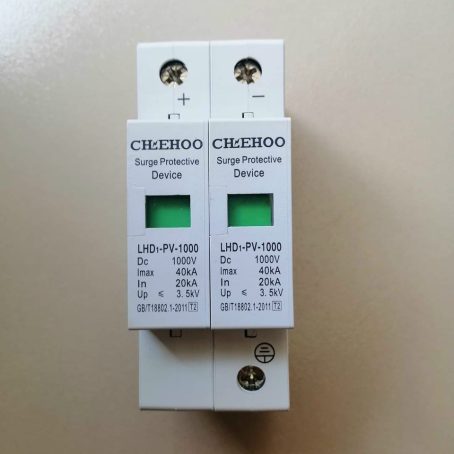 + −
CHEHOO
Surge Protective
Device
LHD1-PV-1000
Dc 1000V
Imax 40kA
In 20kA
Up ≤ 3.5kV
GB/T18802.1-2011 T2
CHEHOO
Surge Protective
Device
LHD1-PV-1000
Dc 1000V
Imax 40kA
In 20kA
Up ≤ 3.5kV
GB/T18802.1-2011 T2